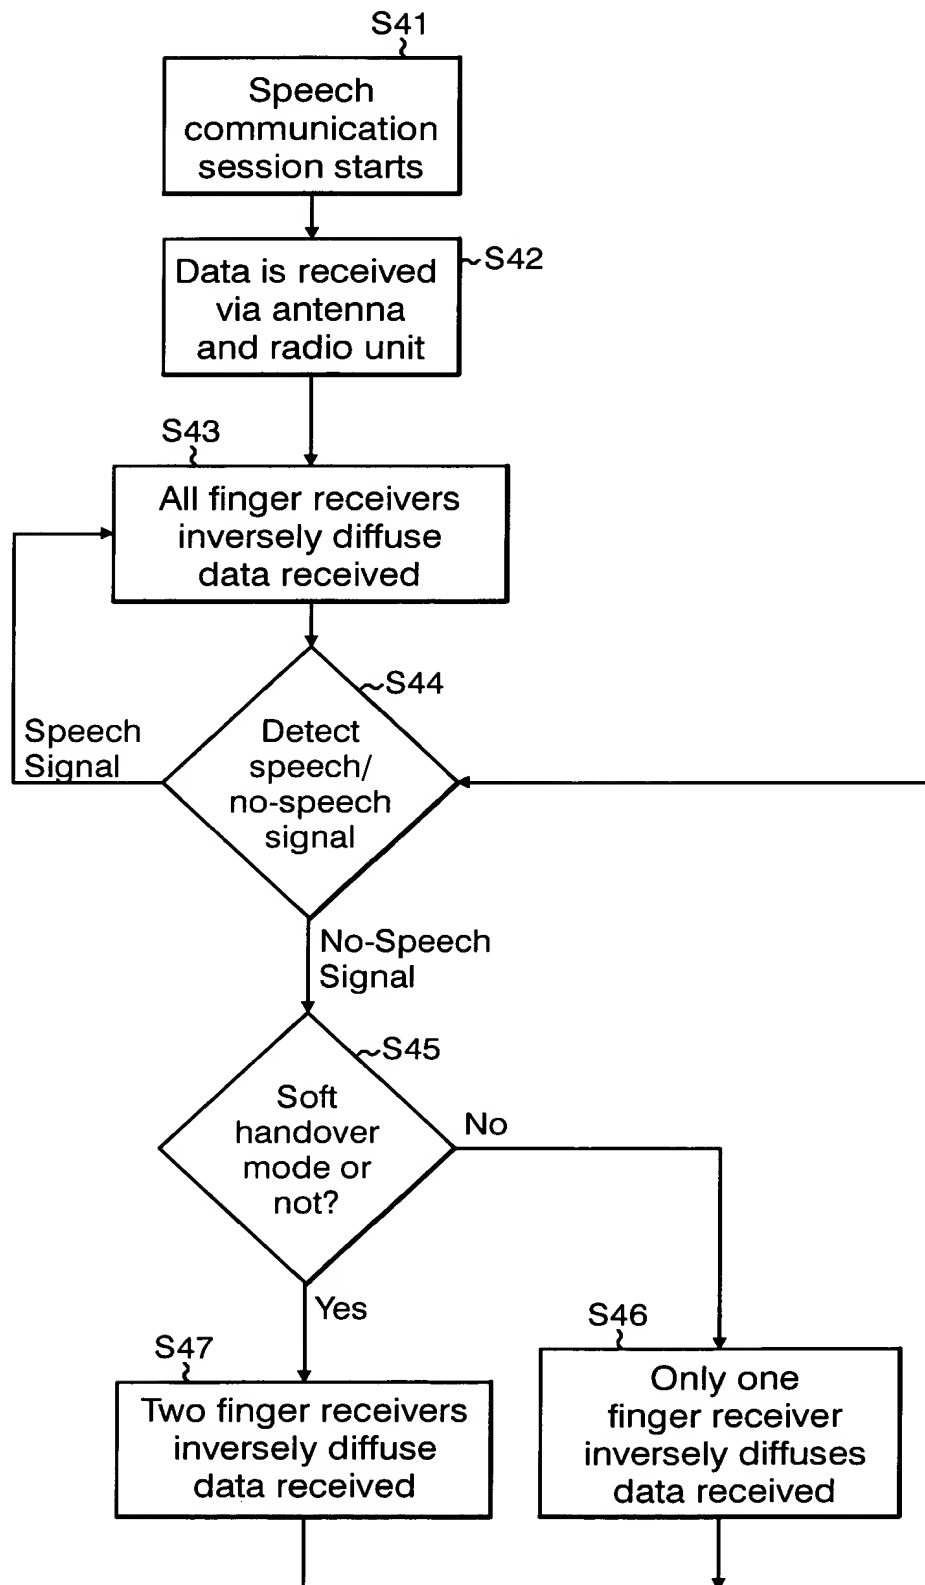 S41
Speech
communication
session starts
S42
Data is received
via antenna
and radio unit
S43
All finger receivers
inversely diffuse
data received
S44
Speech
Signal
Detect
speech/
no-speech
signal
No-Speech
Signal
S45
Soft
handover
mode or
not?
No
Yes
S46
Only one
finger receiver
inversely diffuses
data received
S47
Two finger receivers
inversely diffuse
data received